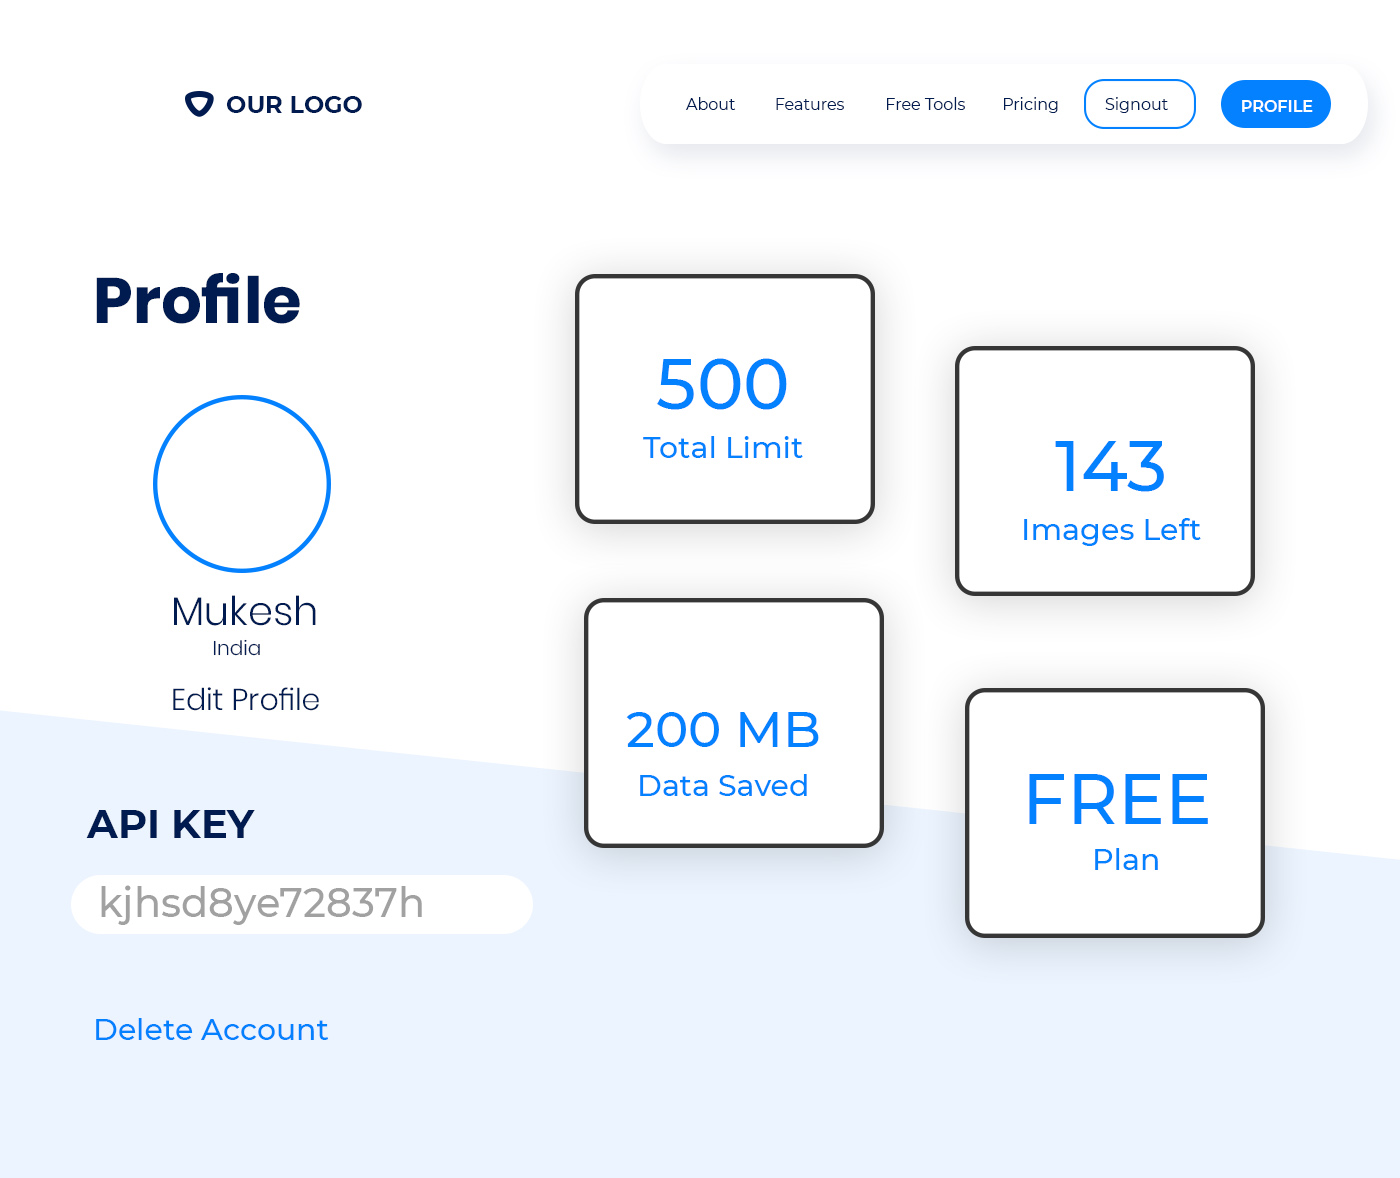 OUR LOGO
About
Features
Free Tools
Pricing
Signout
PROFILE
Profile
Mukesh
India
Edit Profile
500
Total Limit
143
Images Left
200 MB
Data Saved
FREE
Plan
API KEY
kjhsd8ye72837h
Delete Account